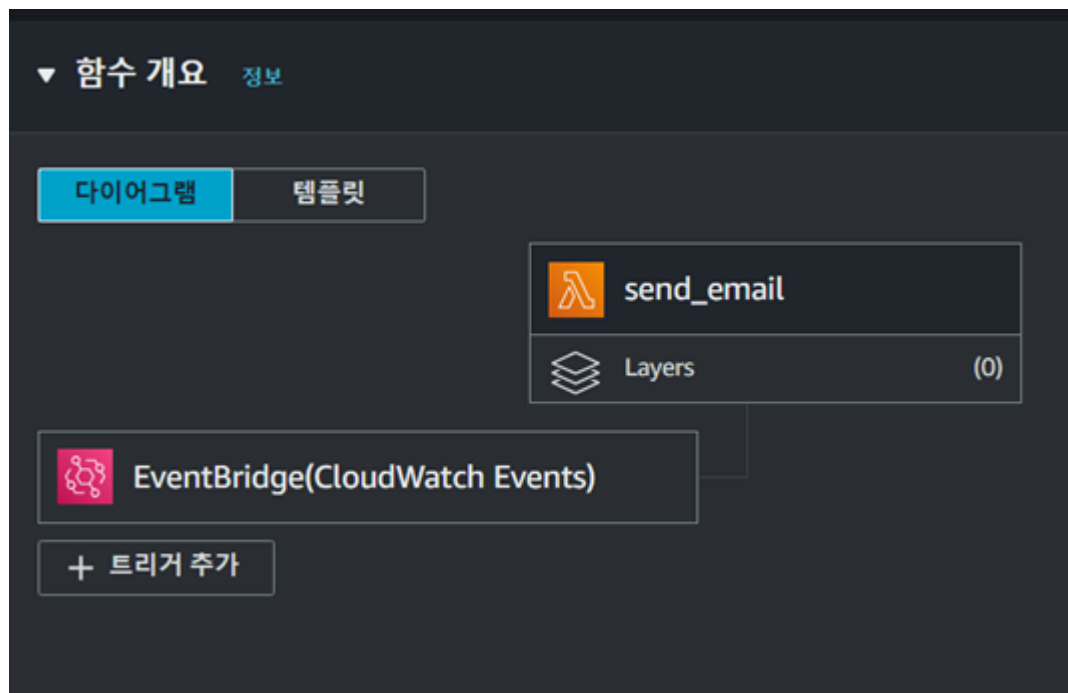 함수 개요 정보
다이어그램 템플릿
send_email
Layers (0)
EventBridge(CloudWatch Events)
+ 트리거 추가